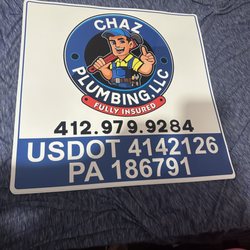 CHAZ
PLUMBING, LLC
FULLY INSURED
412.979.9284
USDOT 4142126
PA 186791